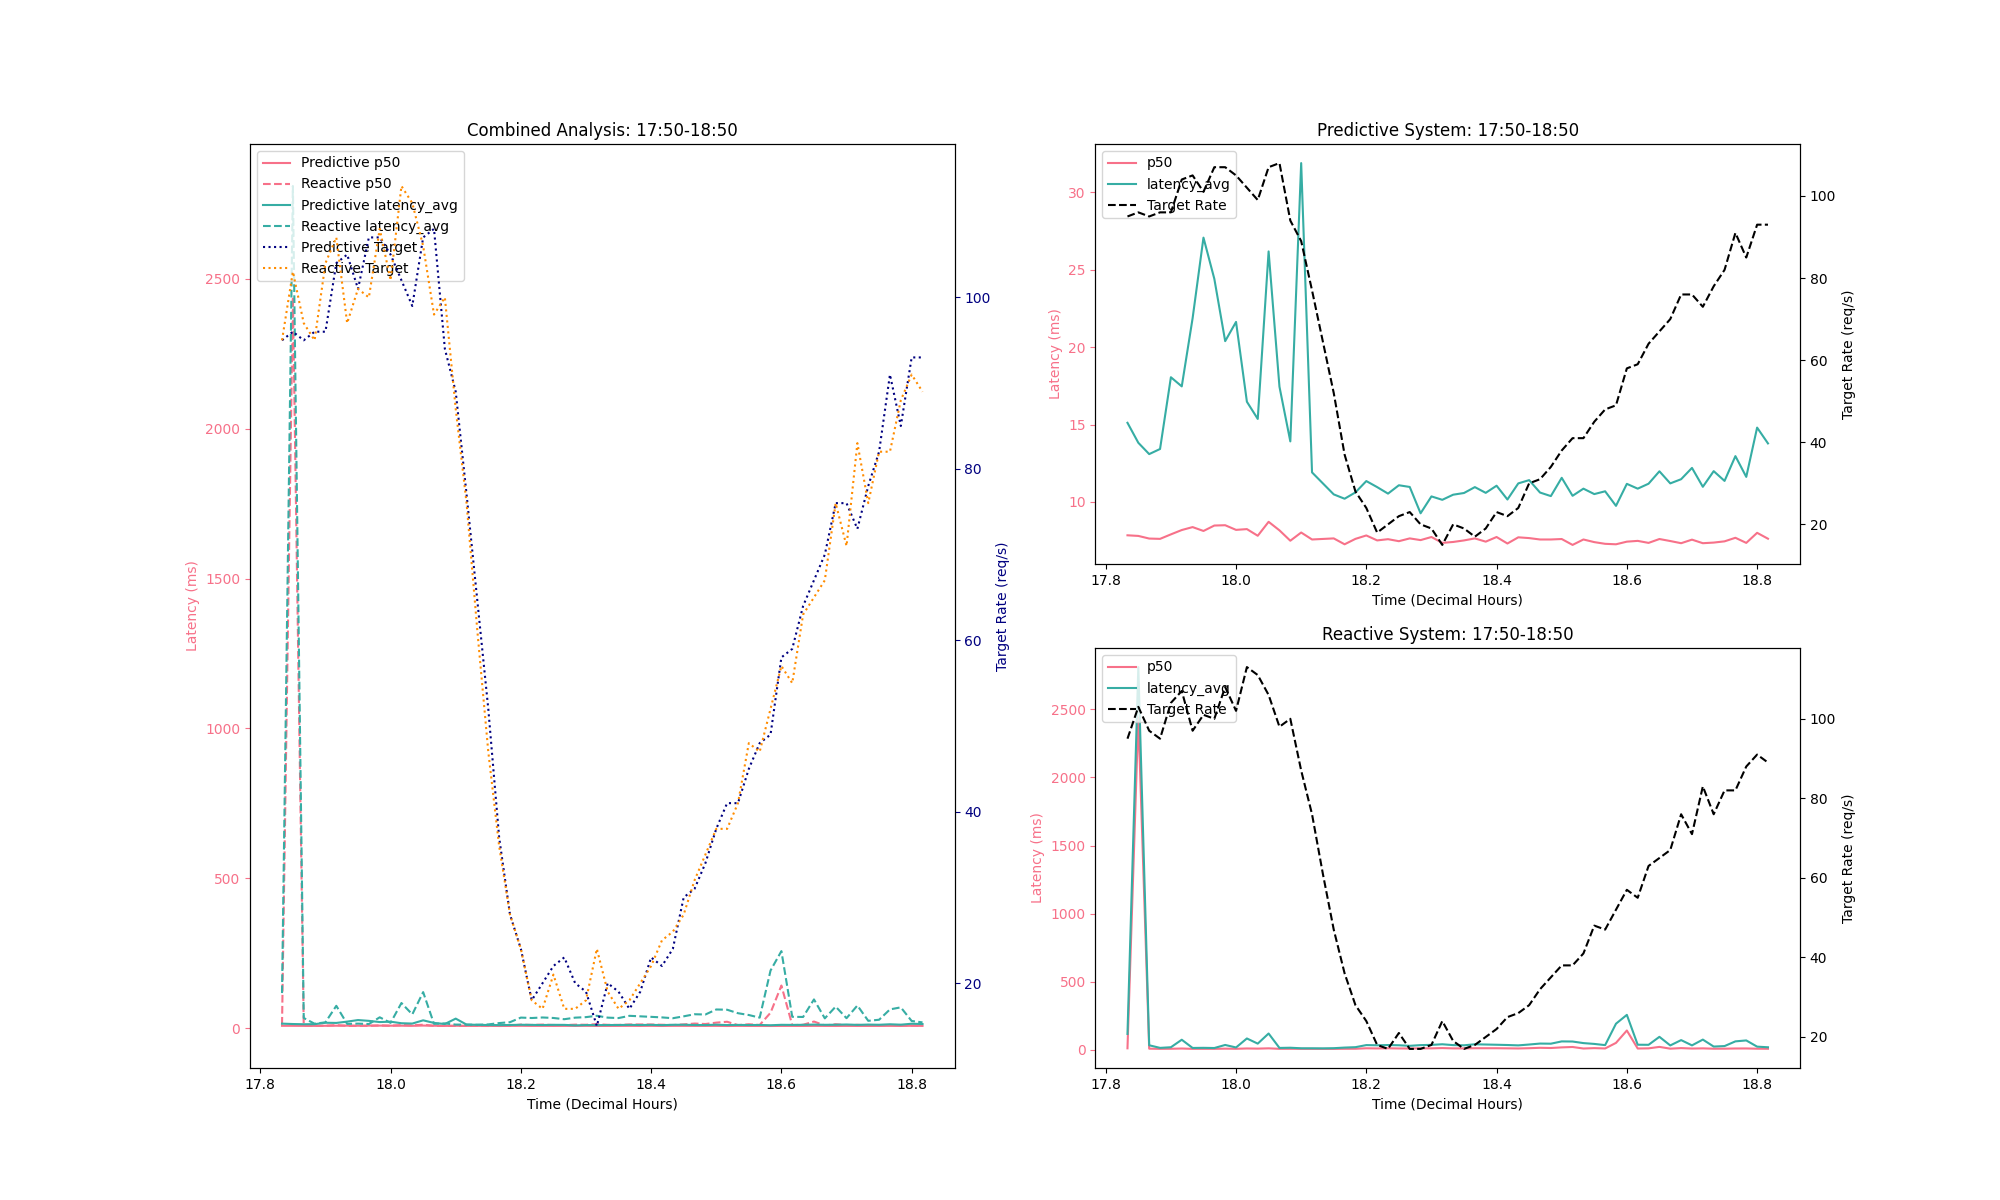 Combined Analysis: 17:50-18:50
Predictive p50
Reactive p50
Predictive latency_avg
Reactive latency_avg
Predictive Target
Reactive Target
2500
2000
1500
1000
500
0
Latency (ms)
100
80
60
40
20
Target Rate (req/s)
17.8 18.0 18.2 18.4 18.6 18.8
Time (Decimal Hours)
Predictive System: 17:50-18:50
p50
latency_avg
Target Rate
30
25
20
15
10
Latency (ms)
100
80
60
40
20
Target Rate (req/s)
17.8 18.0 18.2 18.4 18.6 18.8
Time (Decimal Hours)
Reactive System: 17:50-18:50
p50
latency_avg
Target Rate
2500
2000
1500
1000
500
0
Latency (ms)
100
80
60
40
20
Target Rate (req/s)
17.8 18.0 18.2 18.4 18.6 18.8
Time (Decimal Hours)